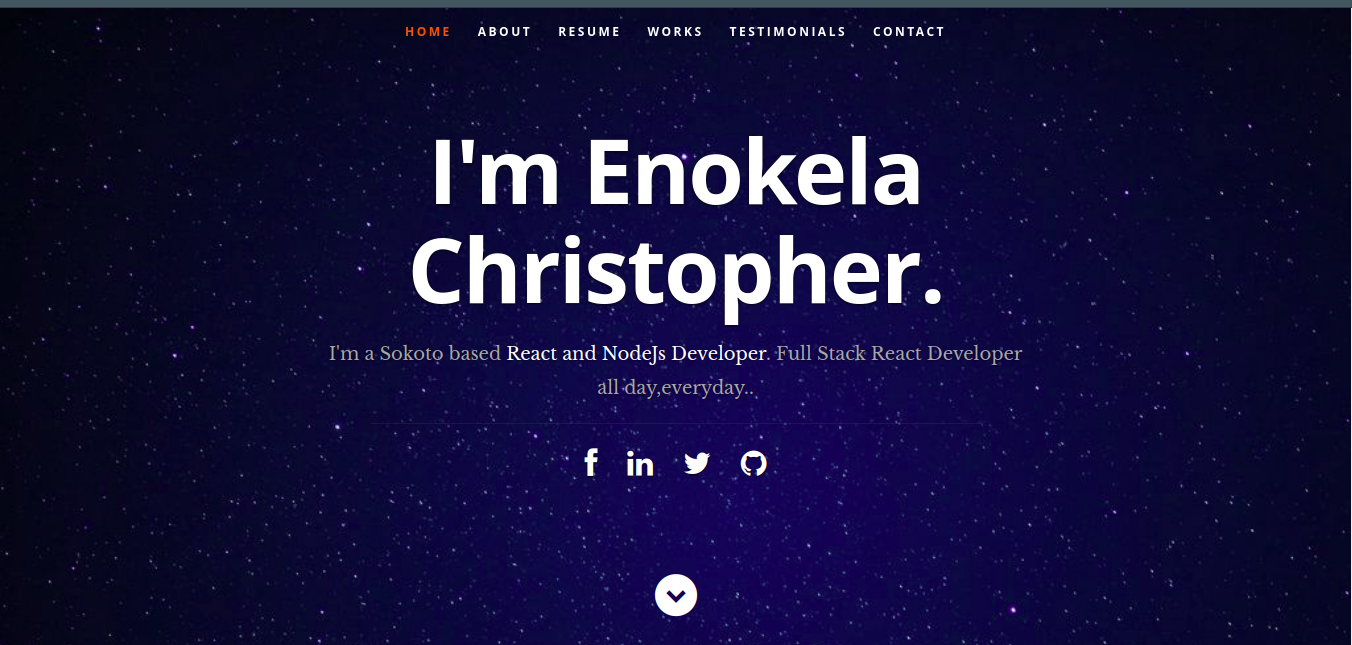 HOME ABOUT RESUME WORKS TESTIMONIALS CONTACT
I'm Enokela
Christopher.
I'm a Sokoto based React and NodeJs Developer. Full Stack React Developer
all day,everyday..